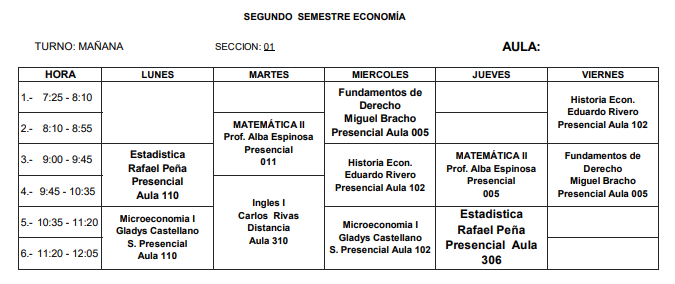 SEGUNDO SEMESTRE ECONOMÍA
TURNO: MAÑANA SECCION: 01 AULA:
HORA LUNES MARTES MIERCOLES JUEVES VIERNES
1.- 7:25 - 8:10
2.- 8:10 - 8:55
3.- 9:00 - 9:45
4.- 9:45 - 10:35
5.- 10:35 - 11:20
6.- 11:20 - 12:05
Estadistica
Rafael Peña
Presencial
Aula 110
Microeconomia I
Gladys Castellano
S. Presencial
Aula 110
MATEMÁTICA II
Prof. Alba Espinosa
Presencial
011
Ingles I
Carlos Rivas
Distancia
Aula 310
Fundamentos de
Derecho
Miguel Bracho
Presencial Aula 005
Historia Econ.
Eduardo Rivero
Presencial Aula 102
Microeconomia I
Gladys Castellano
S. Presencial Aula 102
MATEMÁTICA II
Prof. Alba Espinosa
Presencial
005
Estadistica
Rafael Peña
Presencial Aula
306
Historia Econ.
Eduardo Rivero
Presencial Aula 102
Fundamentos de
Derecho
Miguel Bracho
Presencial Aula 005